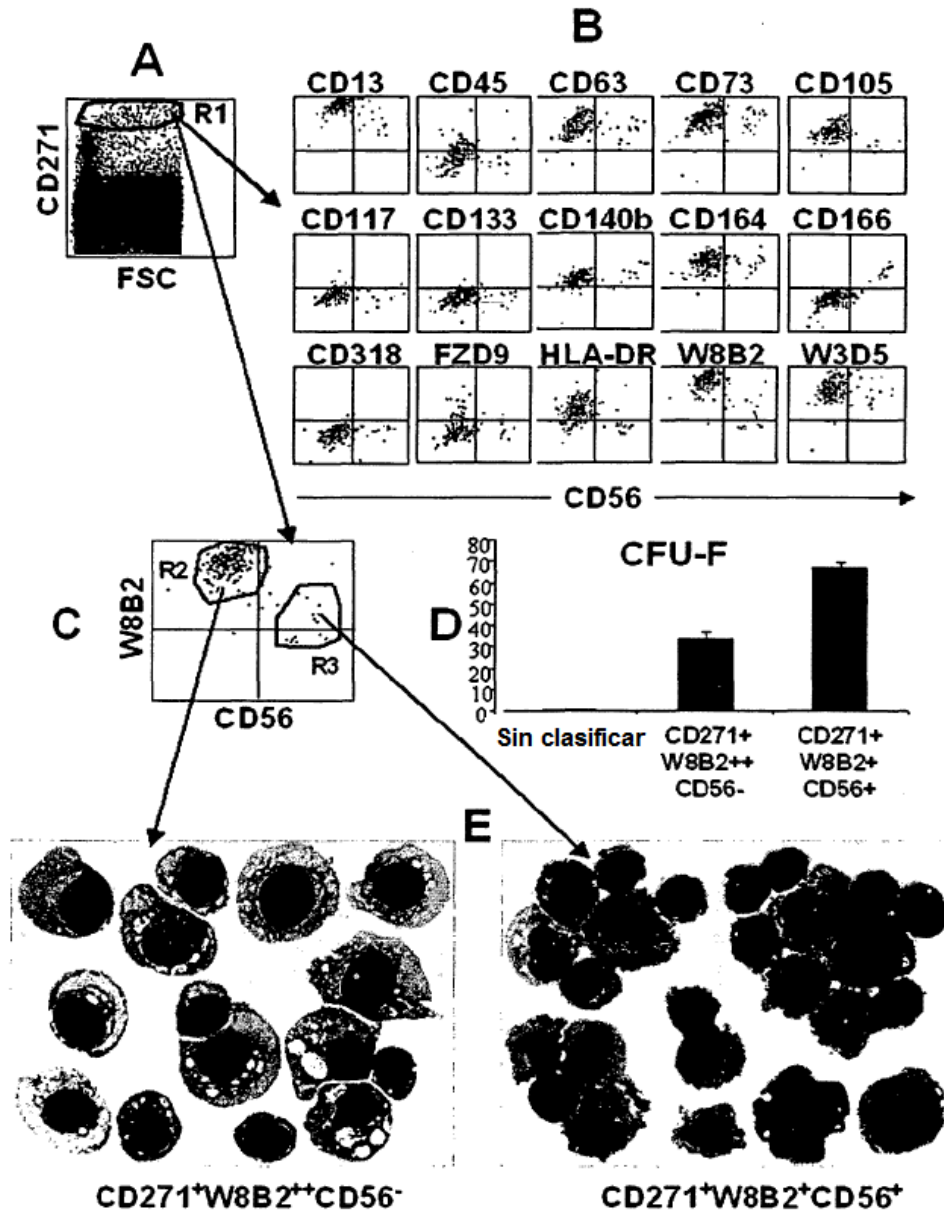 A
B
CD271
R1
FSC
CD13 CD45 CD63 CD73 CD105
CD117 CD133 CD140b CD164 CD166
CD318 FZD9 HLA-DR W8B2 W3D5
CD56
C
W8B2
R2
R3
CD56
D
CFU-F
80
70
60
50
40
30
20
10
0
Sin clasificar
CD271+
W8B2++
CD56-
CD271+
W8B2+
CD56+
E
CD271⁺W8B2⁺⁺CD56⁻
CD271⁺W8B2⁺CD56⁺